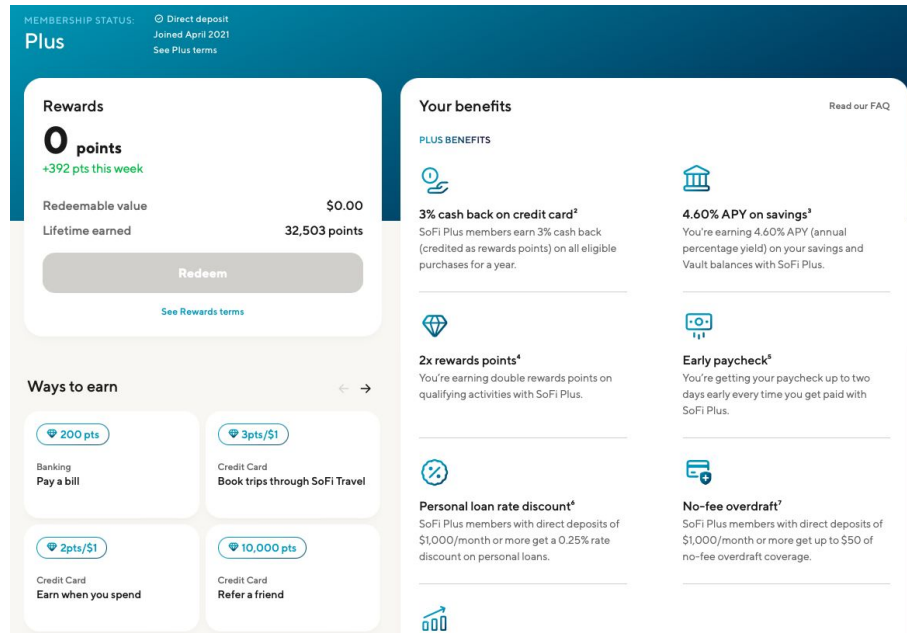 MEMBERSHIP STATUS:
Plus
Direct deposit
Joined April 2021
See Plus terms
Rewards
0 points
+392 pts this week
Redeemable value $0.00
Lifetime earned 32,503 points
Redeem
See Rewards terms
Ways to earn
← →
200 pts
Banking
Pay a bill
3pts/$1
Credit Card
Book trips through SoFi Travel
2pts/$1
Credit Card
Earn when you spend
10,000 pts
Credit Card
Refer a friend
Your benefits
Read our FAQ
PLUS BENEFITS
3% cash back on credit card²
SoFi Plus members earn 3% cash back
(credited as rewards points) on all eligible
purchases for a year.
4.60% APY on savings³
You're earning 4.60% APY (annual
percentage yield) on your savings and
Vault balances with SoFi Plus.
2x rewards points⁴
You're earning double rewards points on
qualifying activities with SoFi Plus.
Early paycheck⁵
You're getting your paycheck up to two
days early every time you get paid with
SoFi Plus.
Personal loan rate discount⁶
SoFi Plus members with direct deposits of
$1,000/month or more get a 0.25% rate
discount on personal loans.
No-fee overdraft⁷
SoFi Plus members with direct deposits of
$1,000/month or more get up to $50 of
no-fee overdraft coverage.